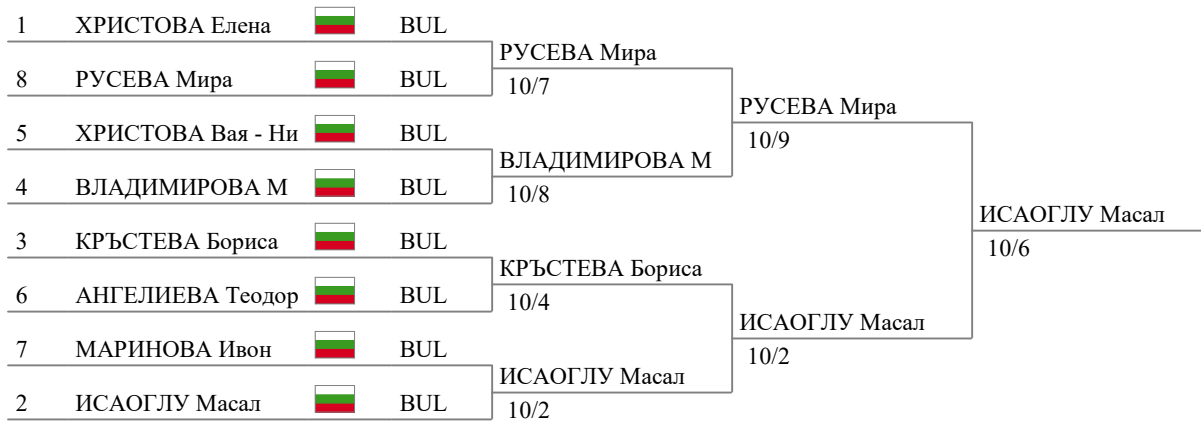 1 ХРИСТОВА Елена BUL
РУСЕВА Мира
8 РУСЕВА Мира BUL
10/7
РУСЕВА Мира
5 ХРИСТОВА Вая - Ни BUL
10/9
ВЛАДИМИРОВА М
4 ВЛАДИМИРОВА М BUL
10/8
ИСАОГЛУ Масал
3 КРЪСТЕВА Бориса BUL
10/6
КРЪСТЕВА Бориса
6 АНГЕЛИЕВА Теодор BUL
10/4
ИСАОГЛУ Масал
7 МАРИНОВА Ивон BUL
10/2
ИСАОГЛУ Масал
2 ИСАОГЛУ Масал BUL
10/2